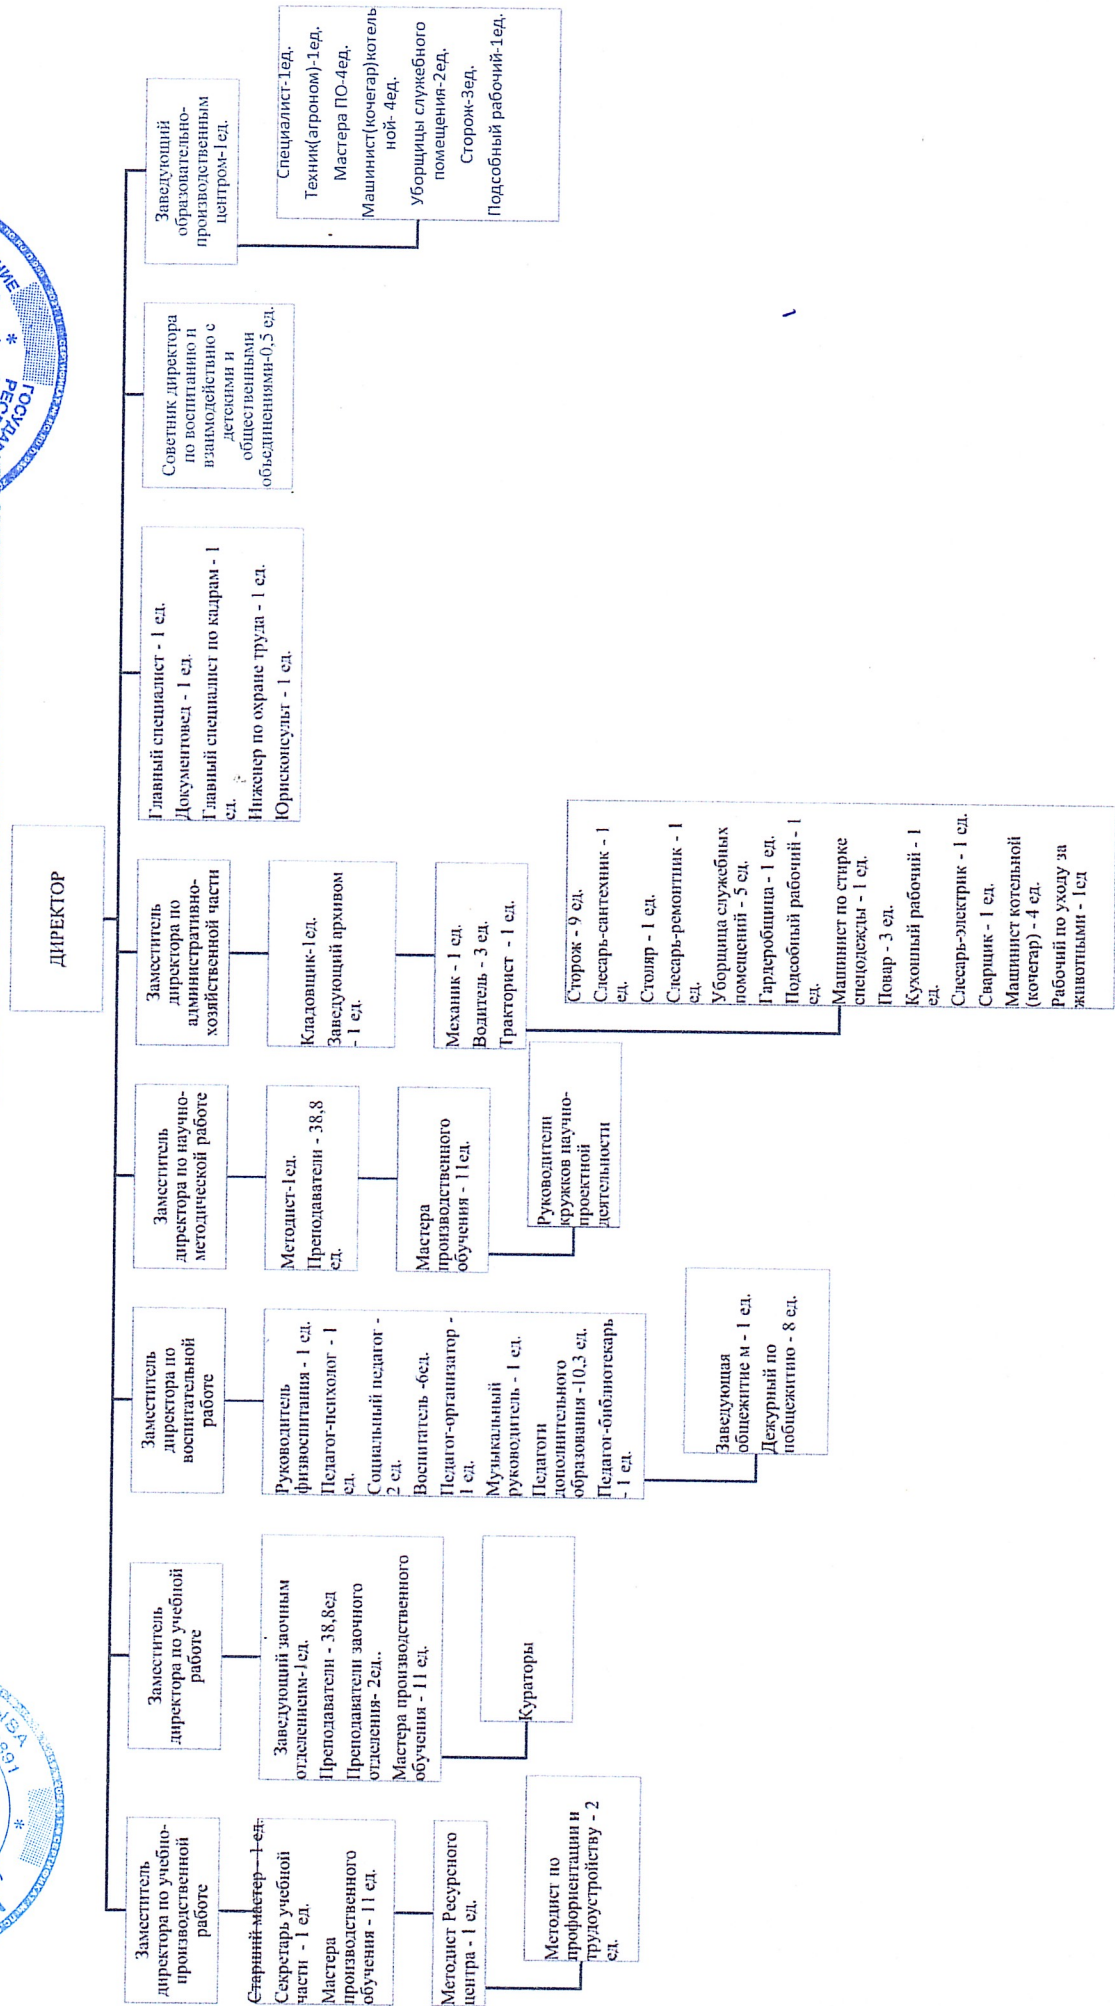 ДИРЕКТОР
Заместитель
директора по учебно-
производственной
работе
Старший мастер - 1 ед.
Секретарь учебной
части - 1 ед.
Мастера
производственного
обучения - 11 ед.
Методист Ресурсного
центра - 1 ед.
Методист по
профориентации и
трудоустройству - 2
ед.
Заместитель
директора по учебной
работе
Заведующий заочным
отделением-1ед.
Преподаватели - 38,8ед
Преподаватели заочного
отделения- 2ед..
Мастера производственного
обучения - 11 ед.
Кураторы
Заместитель
директора по
воспитательной
работе
Руководитель
физвоспитания - 1 ед.
Педагог-психолог - 1
ед.
Социальный педагог -
2 ед.
Воспитатель -6ед.
Педагог-организатор -
1 ед.
Музыкальный
руководитель - 1 ед.
Педагоги
дополнительного
образования -10,3 ед.
Педагог-библиотекарь
- 1 ед.
Заведующая
общежитие м - 1 ед.
Дежурный по
побщежитию - 8 ед.
Заместитель
директора по научно-
методической работе
Методист-1ед.
Преподаватели - 38,8
ед.
Мастера
производственного
обучения - 11ед.
Руководители
кружков научно-
проектной
деятельности
Заместитель
директора по
административно-
хозяйственной части
Кладовщик-1ед.
Заведующий архивом
- 1 ед.
Механик - 1 ед.
Водитель - 3 ед.
Тракторист - 1 ед.
Сторож - 9 ед.
Слесарь-сантехник - 1
ед.
Столяр - 1 ед.
Слесарь-ремонтник - 1
ед.
Уборщица служебных
помещений - 5 ед.
Гардеробщица - 1 ед.
Подсобный рабочий - 1
ед.
Машинист по стирке
спецодежды - 1 ед.
Повар - 3 ед.
Кухонный рабочий - 1
ед.
Слесарь-электрик - 1 ед.
Сварщик - 1 ед.
Машинист котельной
(кочегар) - 4 ед.
Рабочий по уходу за
животными - 1ед
Главный специалист - 1 ед.
Документовед - 1 ед.
Главный специалист по кадрам - 1
ед.
Инженер по охране труда - 1 ед.
Юрисконсульт - 1 ед.
Советник директора
по воспитанию и
взаимодействию с
детскими и
общественными
объединениями-0,5 ед.
Заведующий
образовательно-
производственным
центром-1ед.
Специалист-1ед.
Техник(агроном)-1ед.
Мастера ПО-4ед.
Машинист(кочегар)котель
ной- 4ед.
Уборщицы служебного
помещения-2ед.
Сторож-3ед.
Подсобный рабочий-1ед.